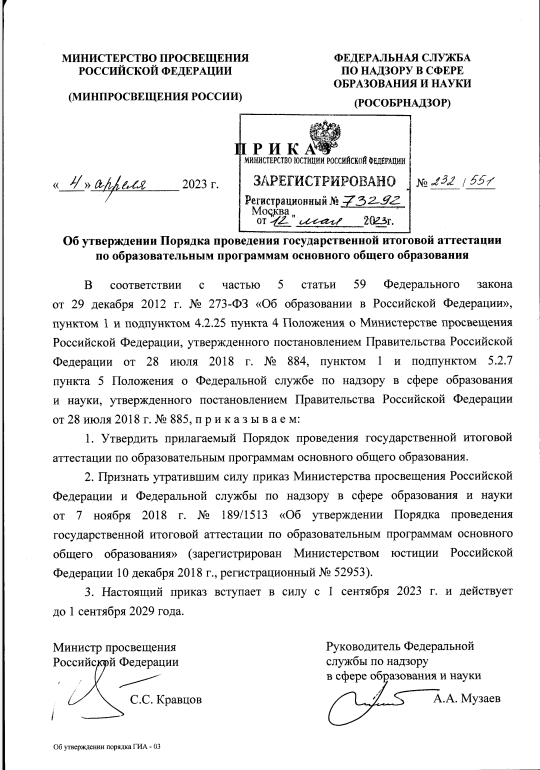 МИНИСТЕРСТВО ПРОСВЕЩЕНИЯ
РОССИЙСКОЙ ФЕДЕРАЦИИ
(МИНПРОСВЕЩЕНИЯ РОССИИ)
ФЕДЕРАЛЬНАЯ СЛУЖБА
ПО НАДЗОРУ В СФЕРЕ
ОБРАЗОВАНИЯ И НАУКИ
(РОСОБРНАДЗОР)
П Р И К А З
МИНИСТЕРСТВО ЮСТИЦИИ РОССИЙСКОЙ ФЕДЕРАЦИИ
ЗАРЕГИСТРИРОВАНО
Регистрационный № 73292
Москва
от "12" мая 2023г.
« 4 » апреля 2023 г.
№ 232 / 551
Об утверждении Порядка проведения государственной итоговой аттестации
по образовательным программам основного общего образования
В соответствии с частью 5 статьи 59 Федерального закона
от 29 декабря 2012 г. № 273-ФЗ «Об образовании в Российской Федерации»,
пунктом 1 и подпунктом 4.2.25 пункта 4 Положения о Министерстве просвещения
Российской Федерации, утвержденного постановлением Правительства Российской
Федерации от 28 июля 2018 г. № 884, пунктом 1 и подпунктом 5.2.7
пункта 5 Положения о Федеральной службе по надзору в сфере образования
и науки, утвержденного постановлением Правительства Российской Федерации
от 28 июля 2018 г. № 885, п р и к а з ы в а е м:
1. Утвердить прилагаемый Порядок проведения государственной итоговой
аттестации по образовательным программам основного общего образования.
2. Признать утратившим силу приказ Министерства просвещения Российской
Федерации и Федеральной службы по надзору в сфере образования и науки
от 7 ноября 2018 г. № 189/1513 «Об утверждении Порядка проведения
государственной итоговой аттестации по образовательным программам основного
общего образования» (зарегистрирован Министерством юстиции Российской
Федерации 10 декабря 2018 г., регистрационный № 52953).
3. Настоящий приказ вступает в силу с 1 сентября 2023 г. и действует
до 1 сентября 2029 года.
Министр просвещения
Российской Федерации
С.С. Кравцов
Руководитель Федеральной
службы по надзору
в сфере образования и науки
А.А. Музаев
Об утверждении порядка ГИА - 03